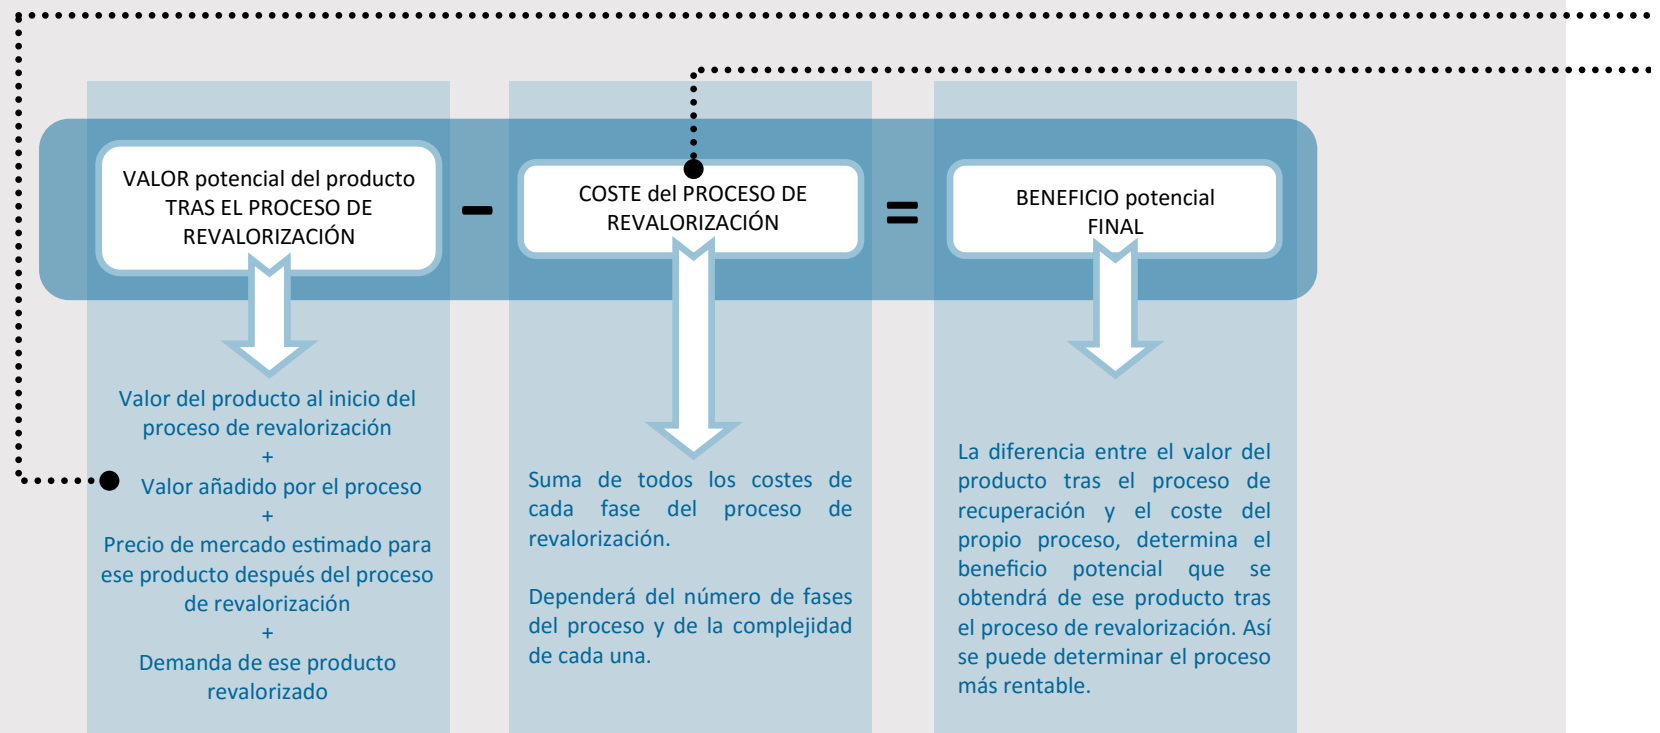 VALOR potencial del producto
TRAS EL PROCESO DE
REVALORIZACIÓN
-
COSTE del PROCESO DE
REVALORIZACIÓN
=
BENEFICIO potencial
FINAL
Valor del producto al inicio del
proceso de revalorización
+
Valor añadido por el proceso
+
Precio de mercado estimado para
ese producto después del proceso
de revalorización
+
Demanda de ese producto
revalorizado
Suma de todos los costes de
cada fase del proceso de
revalorización.
Dependerá del número de fases
del proceso y de la complejidad
de cada una.
La diferencia entre el valor del
producto tras el proceso de
recuperación y el coste del
propio proceso, determina el
beneficio potencial que se
obtendrá de ese producto tras
el proceso de revalorización. Así
se puede determinar el proceso
más rentable.